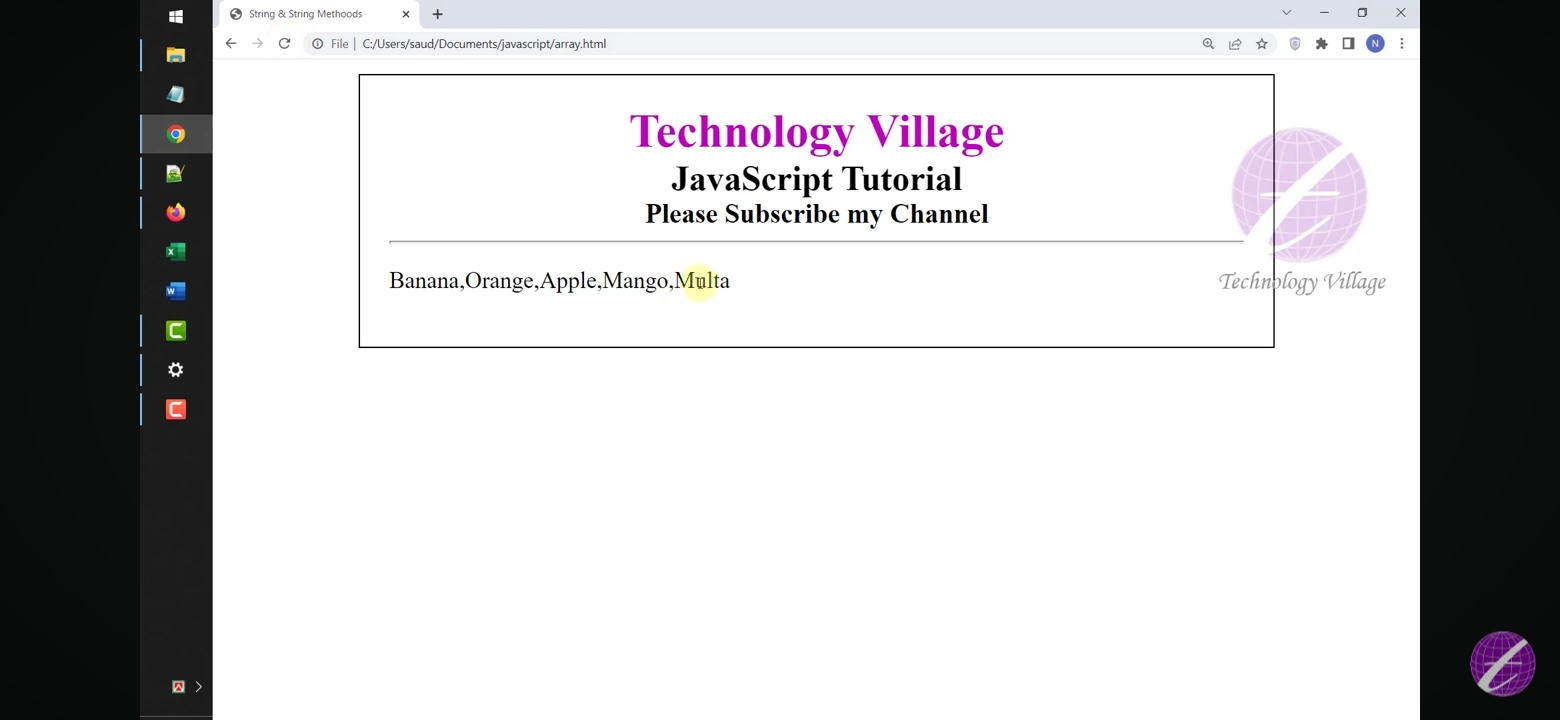 String & String Methoods
File
C:/Users/saud/Documents/javascript/array.html
N
Technology Village
JavaScript Tutorial
Please Subscribe my Channel
Banana,Orange,Apple,Mango,Multa
Technology Village